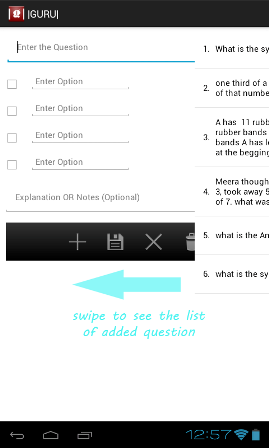 |GURU|
Enter the Question
Enter Option
Enter Option
Enter Option
Enter Option
Explanation OR Notes (Optional)
swipe to see the list
of added question
1. What is the sy
2. one third of a
of that number
3. A has 11 rubb
rubber bands
bands A has le
at the begging
4. Meera though
3, took away 5
of 7. what was
5. what is the An
6. what is the sy
12:57